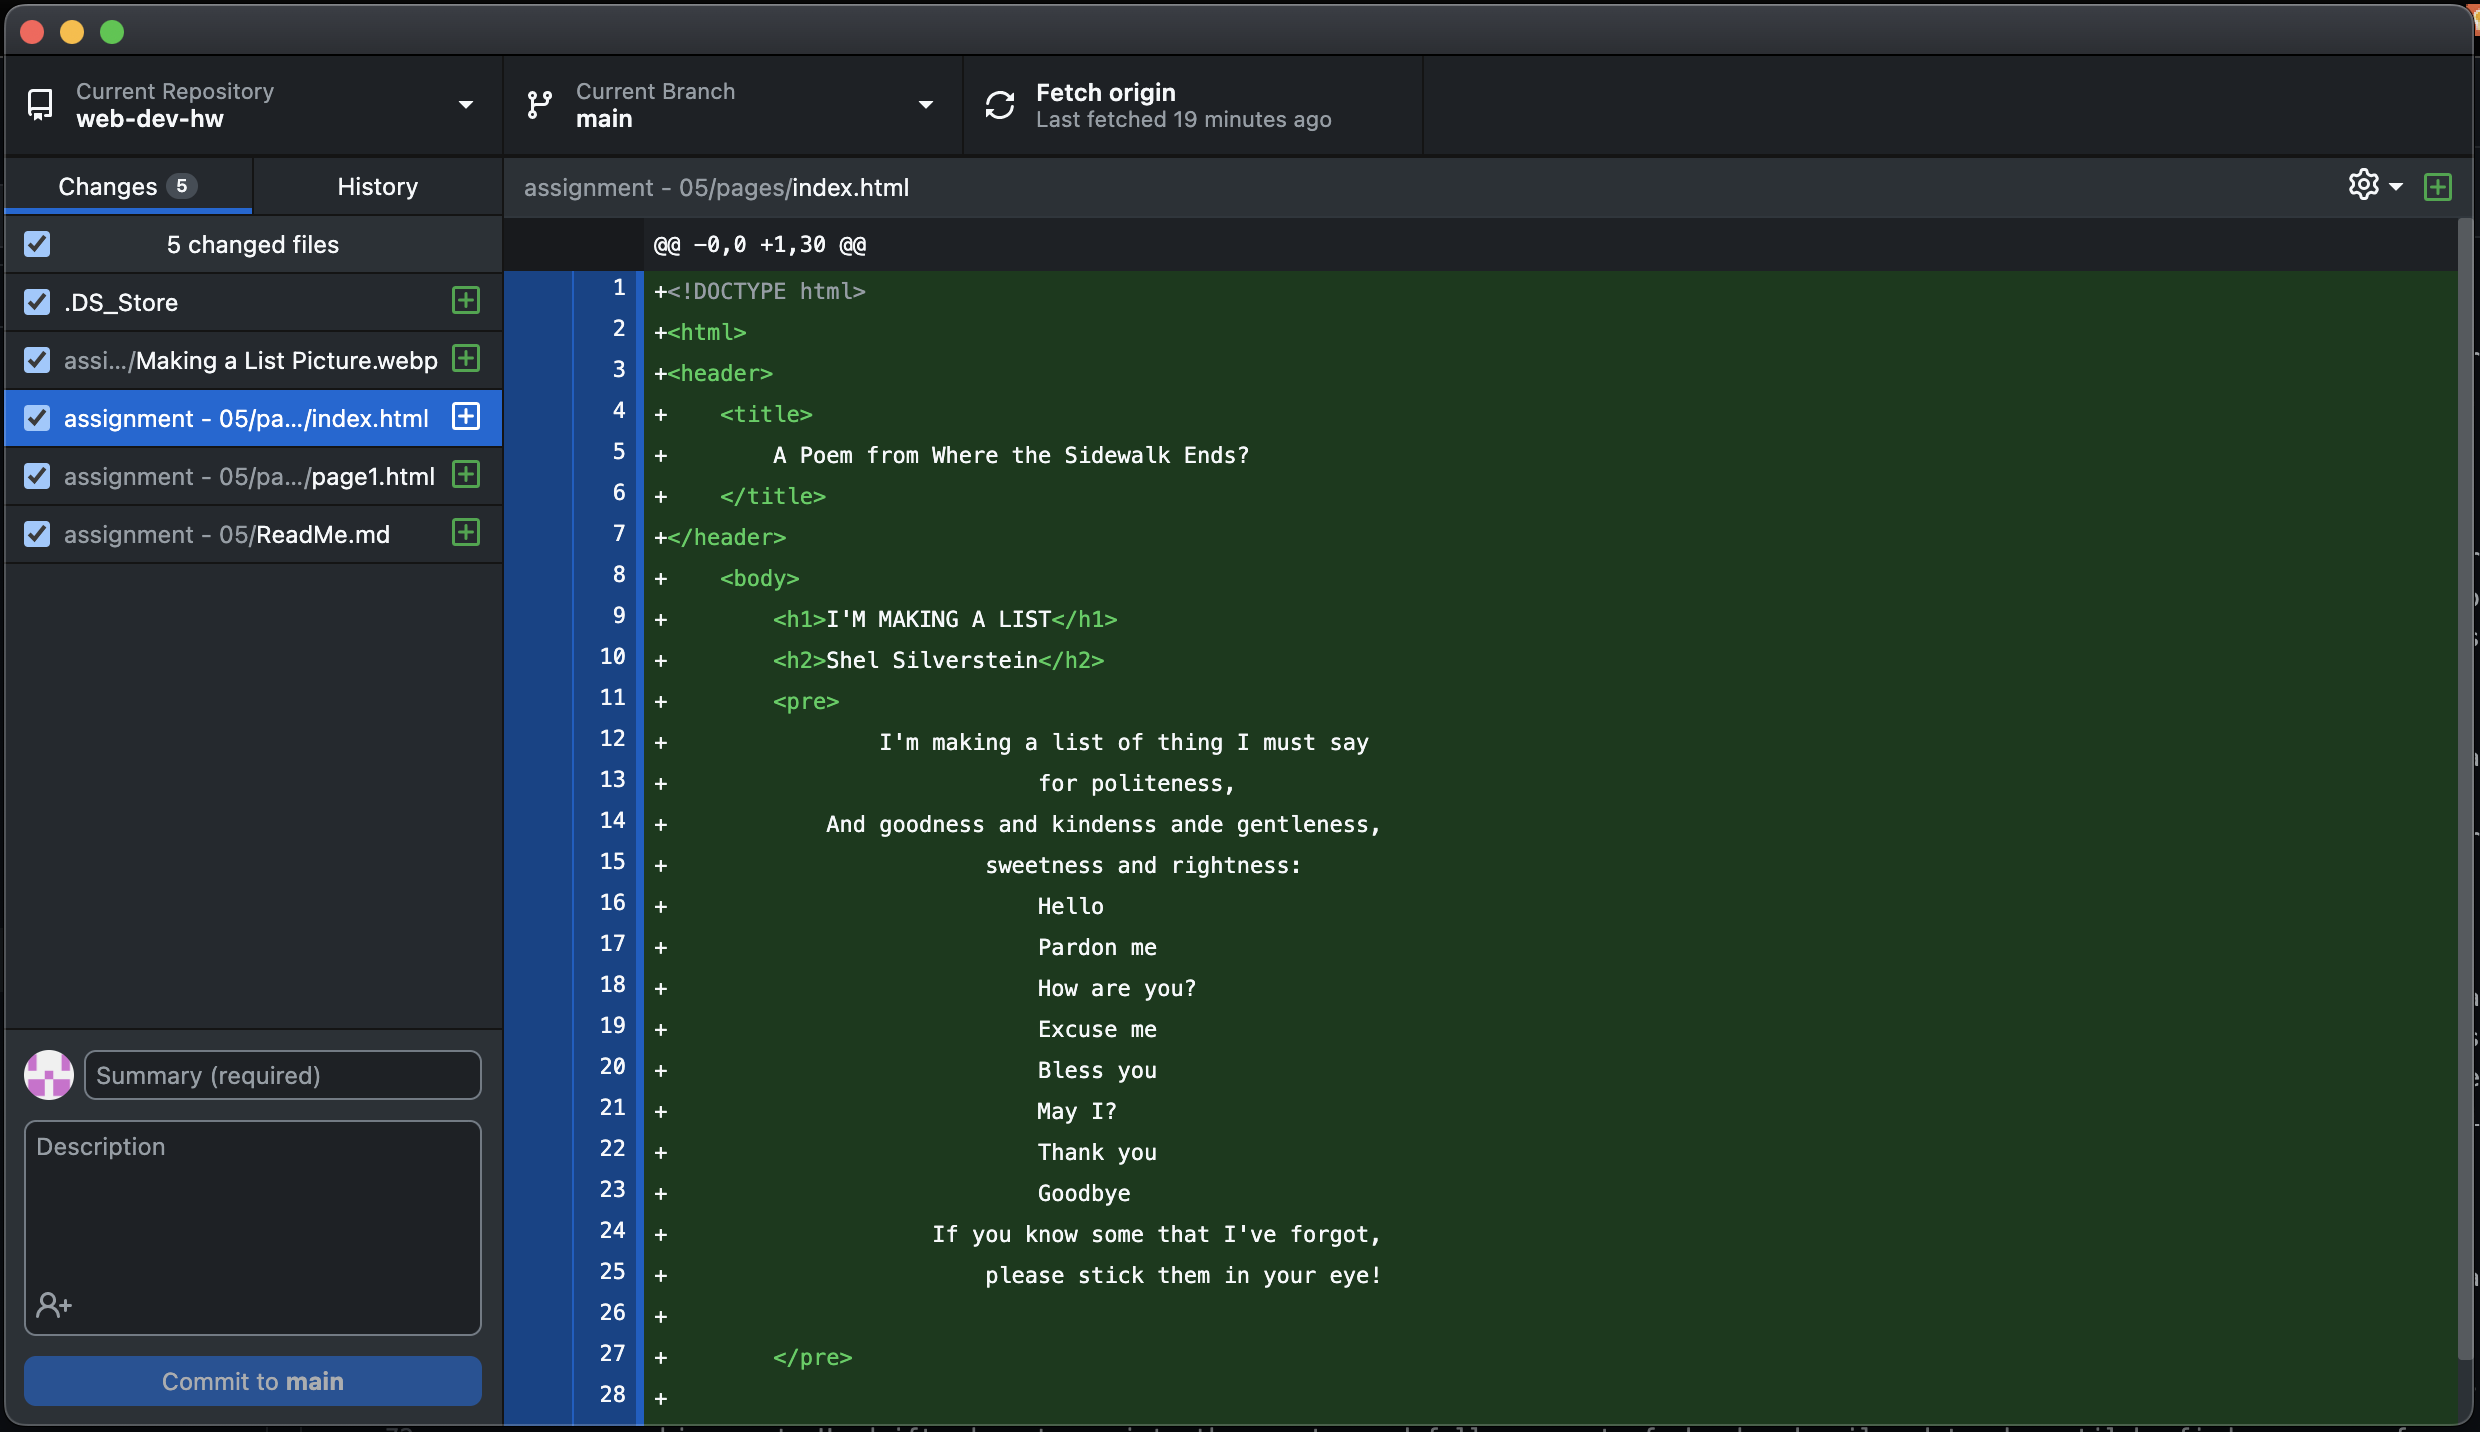 Current Repository
web-dev-hw
Current Branch
main
Fetch origin
Last fetched 19 minutes ago
Changes 5
History
assignment - 05/pages/index.html
5 changed files
.DS_Store
assi.../Making a List Picture.webp
assignment - 05/pa.../index.html
assignment - 05/pa.../page1.html
assignment - 05/ReadMe.md
Summary (required)
Description
Commit to main
@@ -0,0 +1,30 @@
1 +<!DOCTYPE html>
2 +<html>
3 +<header>
4 +    <title>
5 +        A Poem from Where the Sidewalk Ends?
6 +    </title>
7 +</header>
8 +    <body>
9 +        <h1>I'M MAKING A LIST</h1>
10 +        <h2>Shel Silverstein</h2>
11 +        <pre>
12 +                I'm making a list of thing I must say
13 +                            for politeness,
14 +            And goodness and kindenss ande gentleness,
15 +                        sweetness and rightness:
16 +                            Hello
17 +                            Pardon me
18 +                            How are you?
19 +                            Excuse me
20 +                            Bless you
21 +                            May I?
22 +                            Thank you
23 +                            Goodbye
24 +                    If you know some that I've forgot,
25 +                        please stick them in your eye!
26 +
27 +        </pre>
28 +